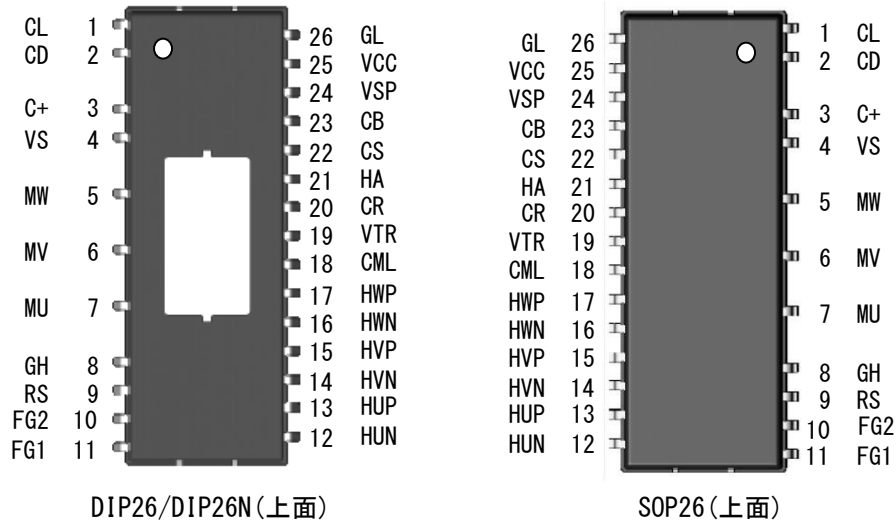 CL 1
CD 2
C+ 3
VS 4
MW 5
MV 6
MU 7
GH 8
RS 9
FG2 10
FG1 11
26 GL
25 VCC
24 VSP
23 CB
22 CS
21 HA
20 CR
19 VTR
18 CML
17 HWP
16 HWN
15 HVP
14 HVN
13 HUP
12 HUN
DIP26/DIP26N(上面)
GL 26
VCC 25
VSP 24
CB 23
CS 22
HA 21
CR 20
VTR 19
CML 18
HWP 17
HWN 16
HVP 15
HVN 14
HUP 13
HUN 12
1 CL
2 CD
3 C+
4 VS
5 MW
6 MV
7 MU
8 GH
9 RS
10 FG2
11 FG1
SOP26(上面)